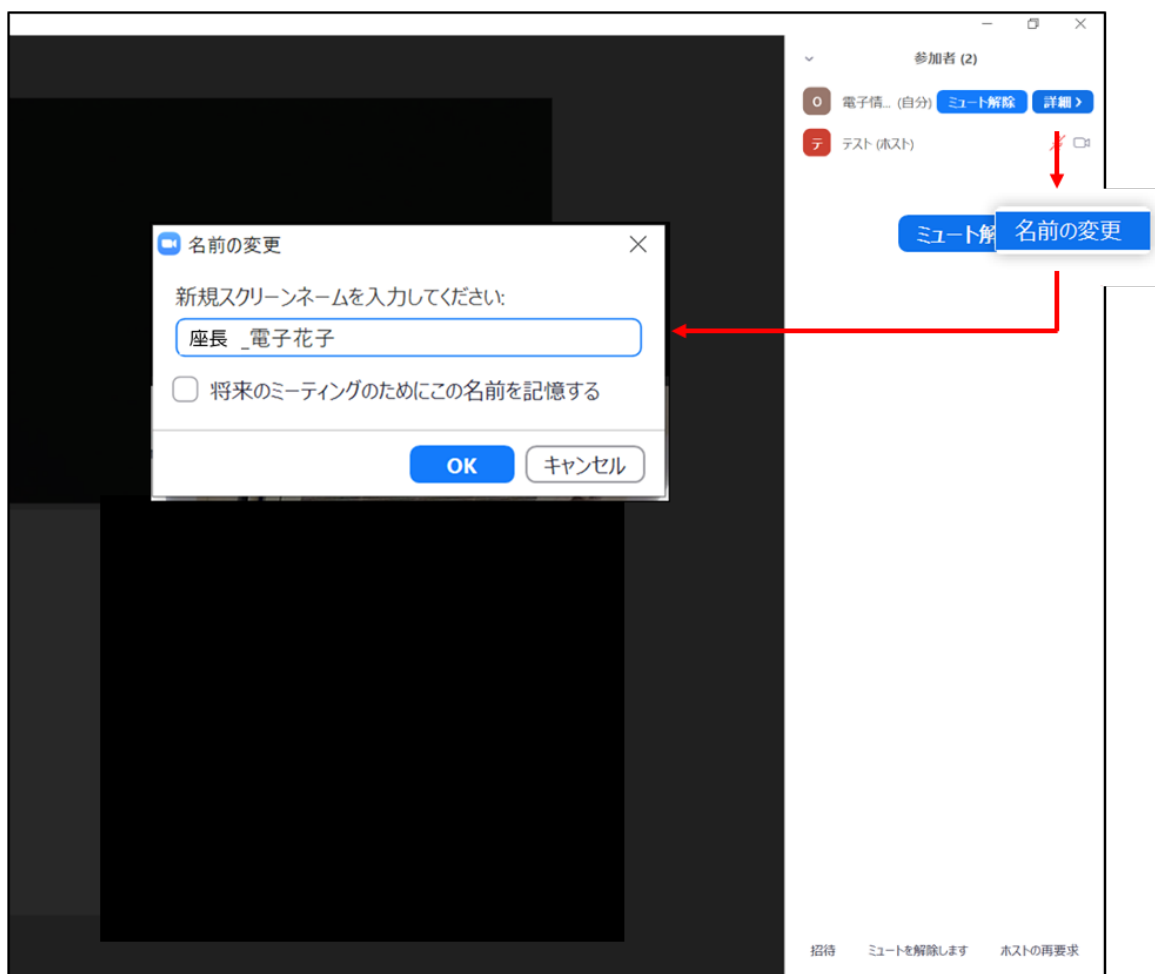 参加者 (2)
O 電子情... (自分) ミュート解除 詳細 >
テ テスト (ホスト)
ミュート解
名前の変更
名前の変更
新規スクリーンネームを入力してください:
座長 _電子花子
将来のミーティングのためにこの名前を記憶する
OK キャンセル
招待 ミュートを解除します ホストの再要求